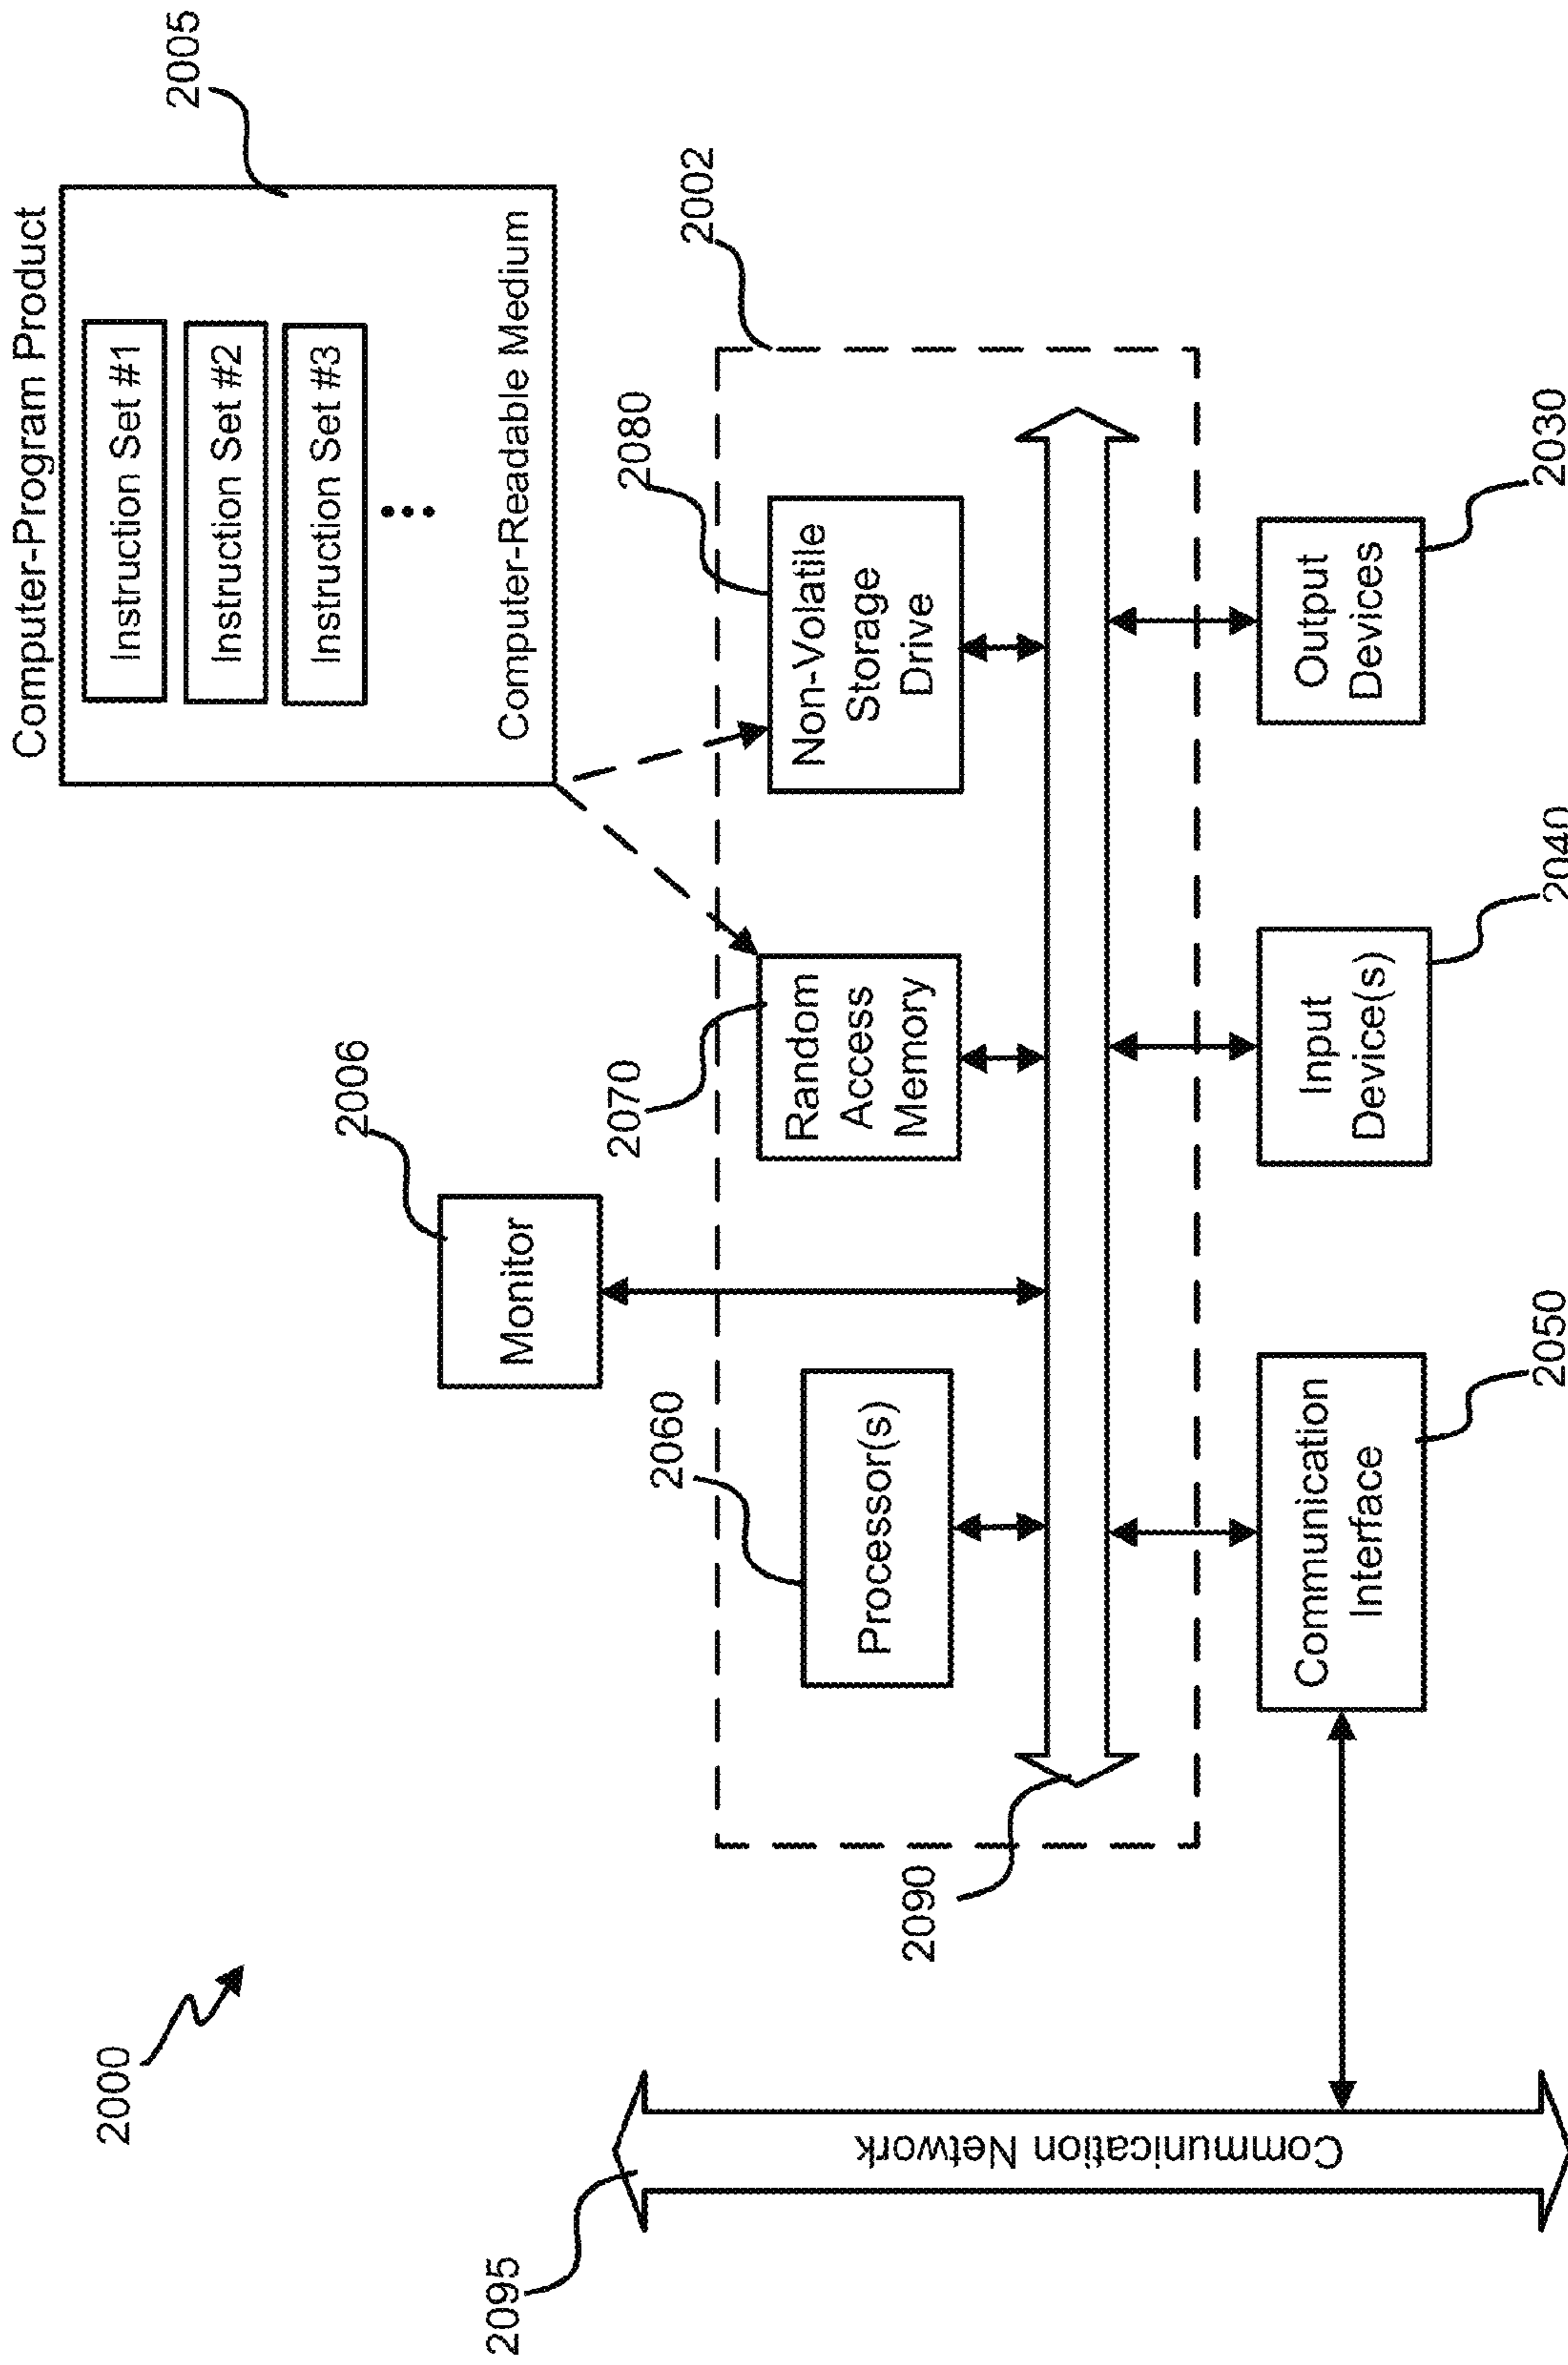 2000
Computer-Program Product
Instruction Set #1
Instruction Set #2
Instruction Set #3
Computer-Readable Medium
2005
2006
Monitor
2002
2060
2070
2080
Processor(s)
Random
Access
Memory
Non-Volatile
Storage
Drive
2090
2095
Communication Network
Communication
Interface
2050
Input
Device(s)
2040
Output
Devices
2030